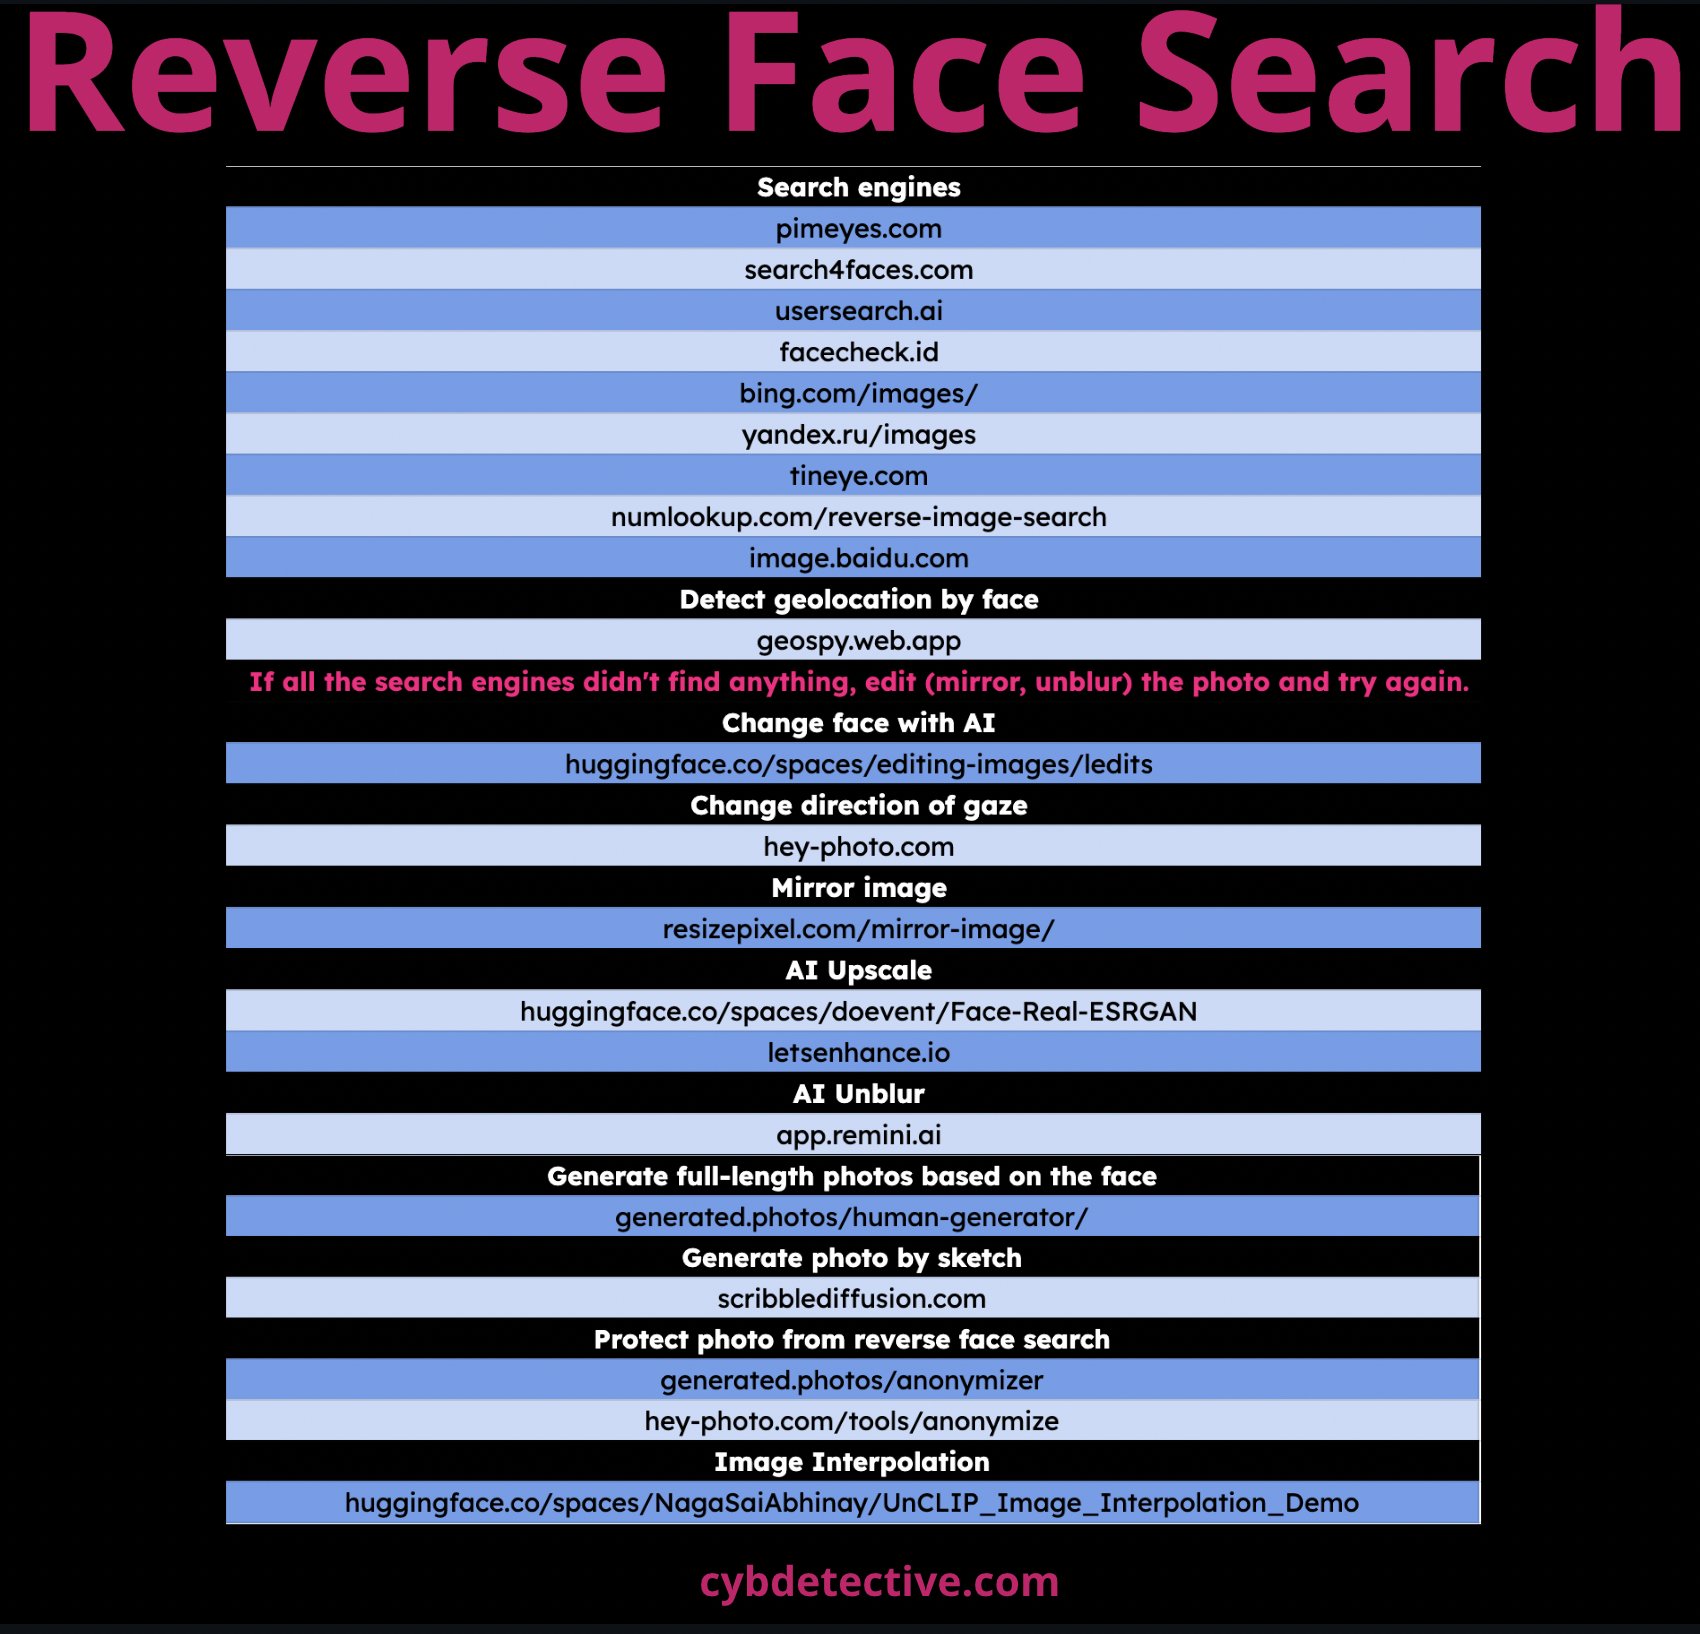 Reverse Face Search
Search engines
pimeyes.com
search4faces.com
usersearch.ai
facecheck.id
bing.com/images/
yandex.ru/images
tineye.com
numlookup.com/reverse-image-search
image.baidu.com
Detect geolocation by face
geospy.web.app
If all the search engines didn't find anything, edit (mirror, unblur) the photo and try again.
Change face with AI
huggingface.co/spaces/editing-images/ledits
Change direction of gaze
hey-photo.com
Mirror image
resizepixel.com/mirror-image/
AI Upscale
huggingface.co/spaces/doevent/Face-Real-ESRGAN
letsenhance.io
AI Unblur
app.remini.ai
Generate full-length photos based on the face
generated.photos/human-generator/
Generate photo by sketch
scribblediffusion.com
Protect photo from reverse face search
generated.photos/anonymizer
hey-photo.com/tools/anonymize
Image Interpolation
huggingface.co/spaces/NagaSaiAbhinay/UnCLIP_Image_Interpolation_Demo
cybdetective.com